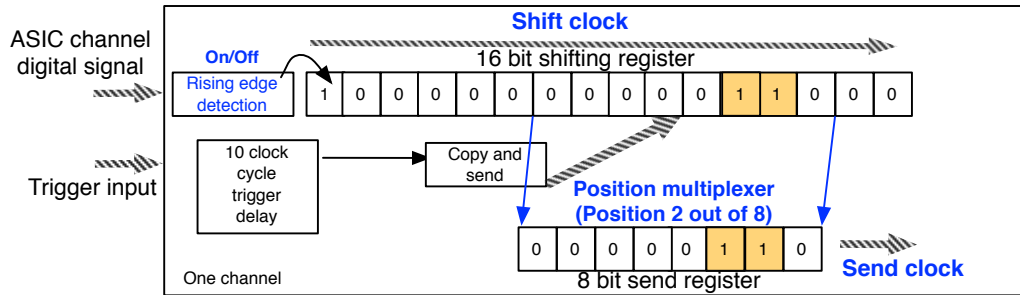 Shift clock
ASIC channel
digital signal
On/Off
16 bit shifting register
Rising edge
detection
1 0 0 0 0 0 0 0 0 0 0 1 1 0 0 0
Trigger input
10 clock
cycle
trigger
delay
Copy and
send
Position multiplexer
(Position 2 out of 8)
0 0 0 0 0 1 1 0
Send clock
8 bit send register
One channel